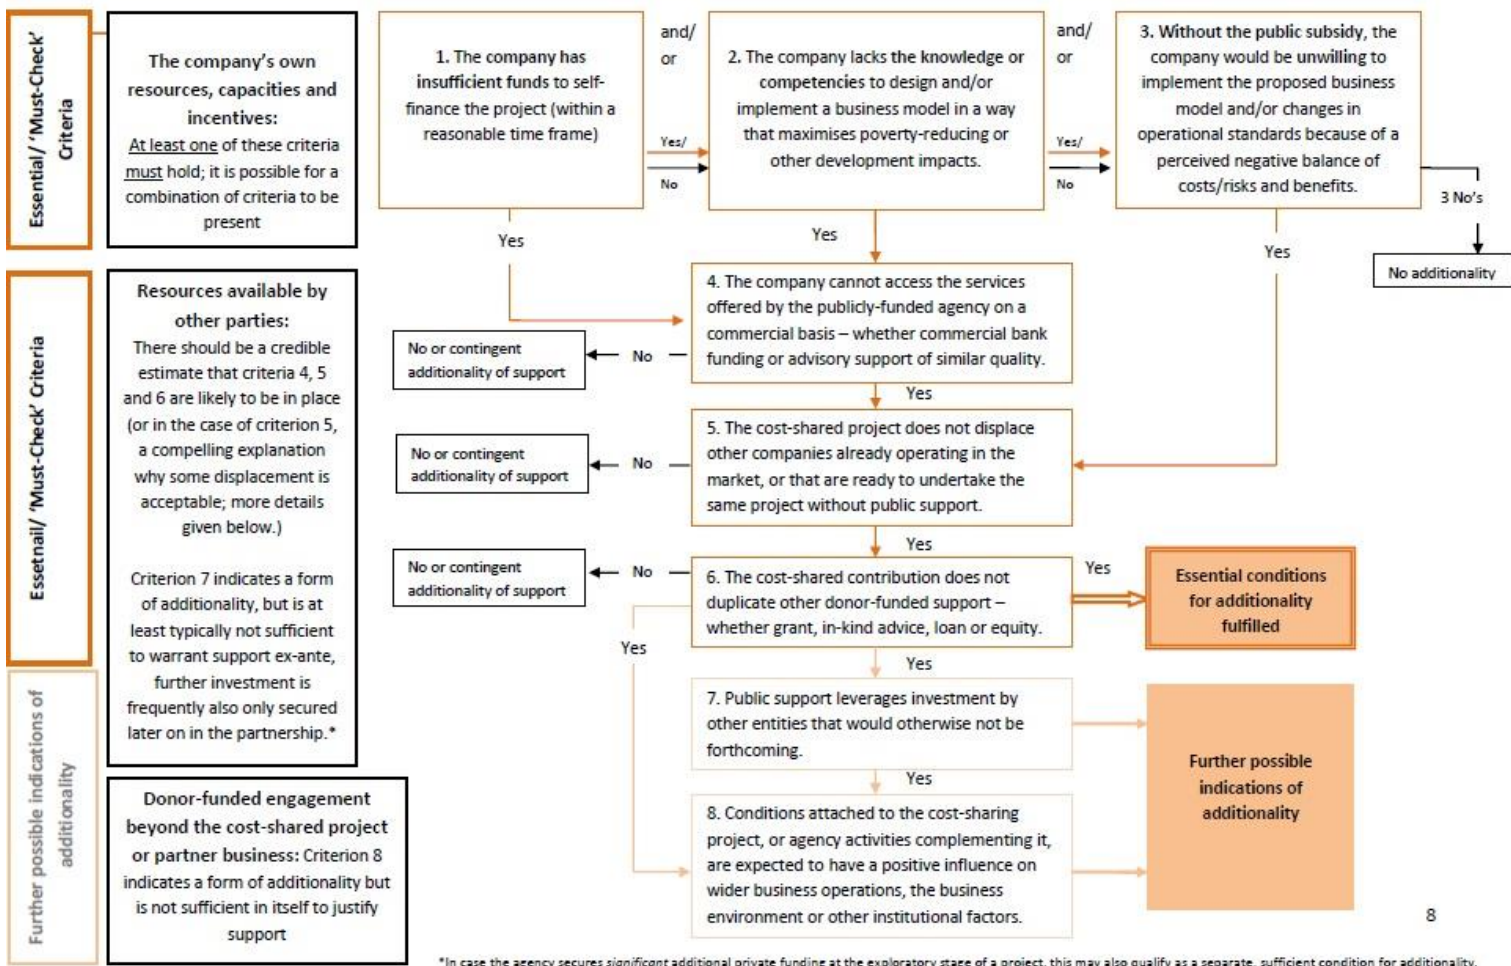 Essential/ 'Must-Check'
Criteria
The company's own
resources, capacities and
incentives:
At least one of these criteria
must hold; it is possible for a
combination of criteria to be
present
1. The company has
insufficient funds to self-
finance the project (within a
reasonable time frame)
and/
or
Yes/
No
2. The company lacks the knowledge or
competencies to design and/or
implement a business model in a way
that maximises poverty-reducing or
other development impacts.
and/
or
Yes/
No
3. Without the public subsidy, the
company would be unwilling to
implement the proposed business
model and/or changes in
operational standards because of a
perceived negative balance of
costs/risks and benefits.
3 No's
No additionality
Yes
Yes
Yes
Essetnail/ 'Must-Check' Criteria
Resources available by
other parties:
There should be a credible
estimate that criteria 4, 5
and 6 are likely to be in place
(or in the case of criterion 5,
a compelling explanation
why some displacement is
acceptable; more details
given below.)
Criterion 7 indicates a form
of additionality, but is at
least typically not sufficient
to warrant support ex-ante,
further investment is
frequently also only secured
later on in the partnership.*
4. The company cannot access the services
offered by the publicly-funded agency on a
commercial basis – whether commercial bank
funding or advisory support of similar quality.
No
No or contingent
additionality of support
Yes
5. The cost-shared project does not displace
other companies already operating in the
market, or that are ready to undertake the
same project without public support.
No
No or contingent
additionality of support
Yes
6. The cost-shared contribution does not
duplicate other donor-funded support –
whether grant, in-kind advice, loan or equity.
No
No or contingent
additionality of support
Yes
Essential conditions
for additionality
fulfilled
Yes
Yes
Further possible indications of
additionality
7. Public support leverages investment by
other entities that would otherwise not be
forthcoming.
Yes
Further possible
indications of
additionality
Donor-funded engagement
beyond the cost-shared project
or partner business: Criterion 8
indicates a form of additionality but
is not sufficient in itself to justify
support
8. Conditions attached to the cost-sharing
project, or agency activities complementing it,
are expected to have a positive influence on
wider business operations, the business
environment or other institutional factors.
8
*In case the agency secures significant additional private funding at the exploratory stage of a project, this may also qualify as a separate, sufficient condition for additionality.